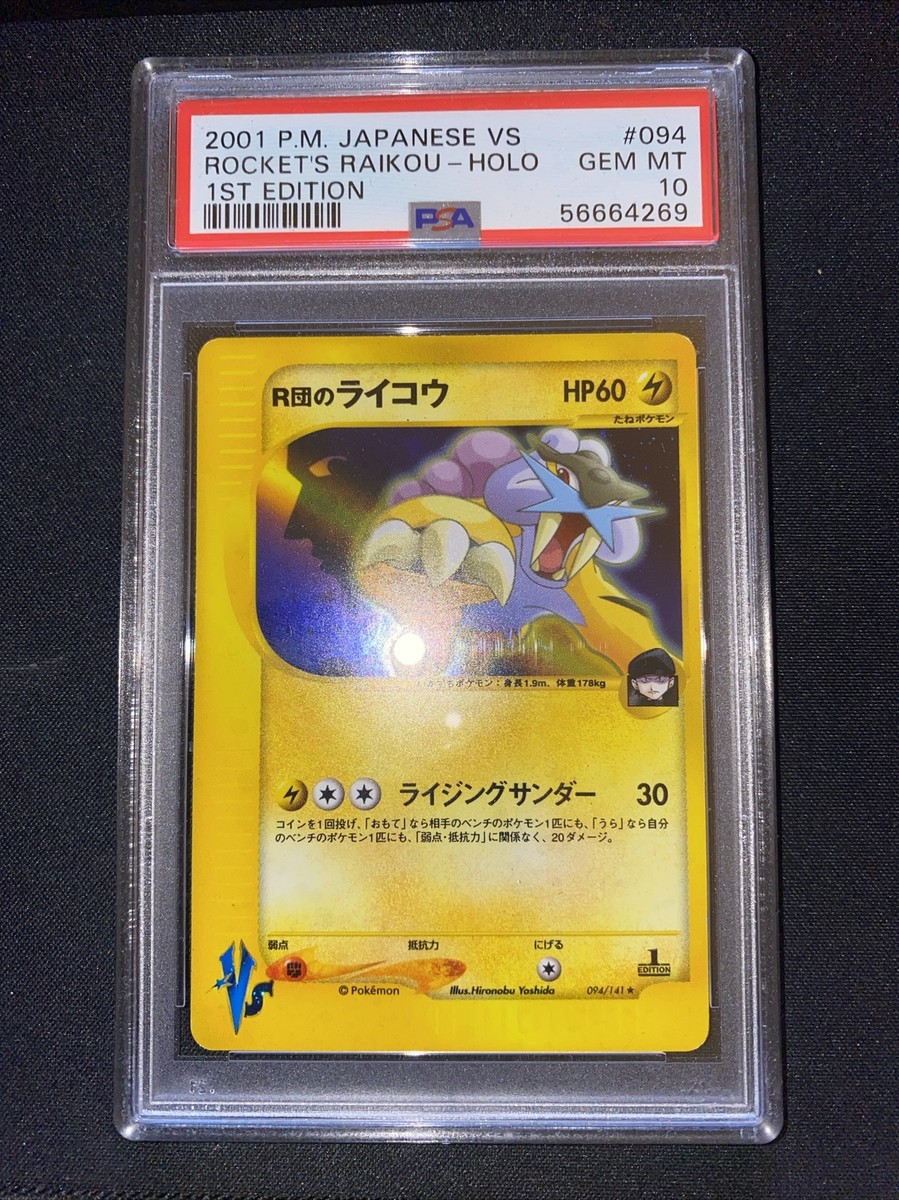 2001 P.M. JAPANESE VS #094
ROCKET'S RAIKOU-HOLO GEM MT
1ST EDITION 10
PSA 56664269
R団のライコウ HP60
たねポケモン
ポケモン:身長1.9m、体重178kg
ライジングサンダー 30
コインを1回投げ、「おもて」なら相手のベンチのポケモン1匹にも、「うら」なら自分
のベンチのポケモン1匹にも、「弱点・抵抗力」に関係なく、20ダメージ。
弱点 抵抗力 にげる
1
EDITION
©Pokémon Illus.Hironobu Yoshida 094/141★
VS